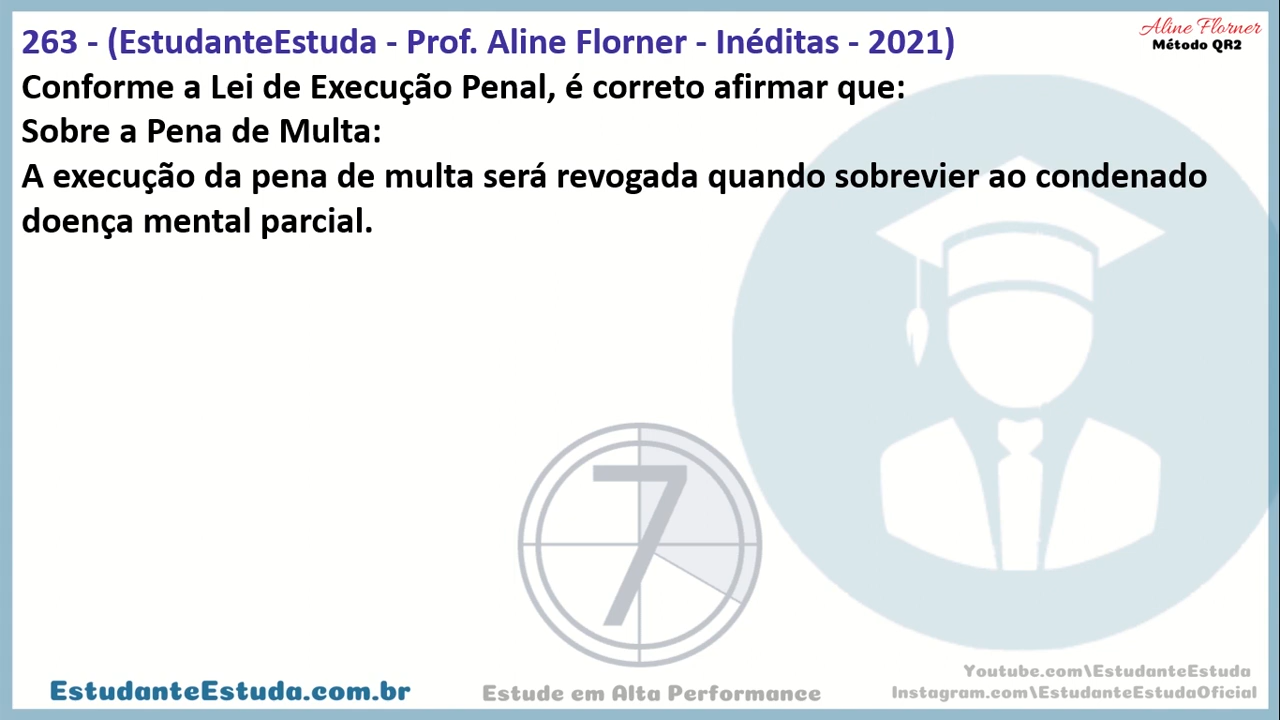 263 - (EstudanteEstuda - Prof. Aline Florner - Inéditas - 2021)
Aline Florner
Método QR2
Conforme a Lei de Execução Penal, é correto afirmar que:
Sobre a Pena de Multa:
A execução da pena de multa será revogada quando sobrevier ao condenado
doença mental parcial.
7
EstudanteEstuda.com.br
Estude em Alta Performance
Youtube.com\EstudanteEstuda
Instagram.com\EstudanteEstudaOficial